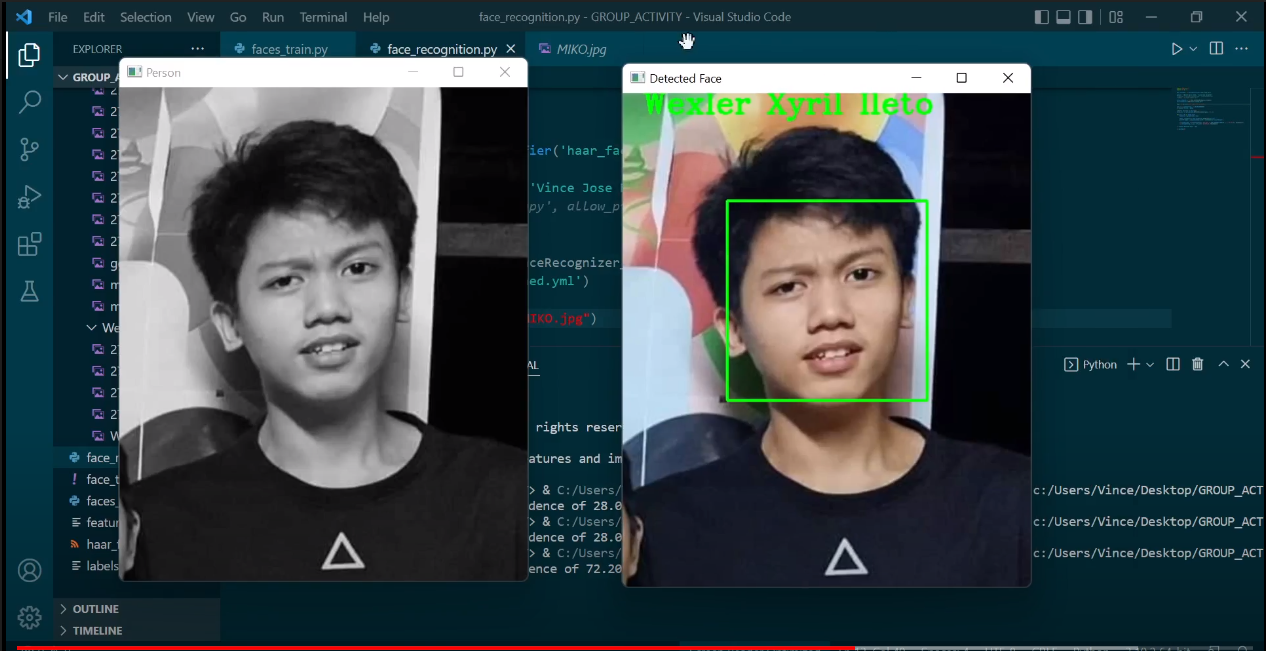 File Edit Selection View Go Run Terminal Help
face_recognition.py - GROUP_ACTIVITY - Visual Studio Code
EXPLORER
faces_train.py
face_recognition.py
MIKO.jpg
GROUP_A
Person
Detected Face
Wexler Xyril Ileto
2
2
2
2
2
2
2
2
g
m
m
We
2
2
2
2
W
face_r
face_t
faces_
featur
haar_f
labels
OUTLINE
TIMELINE
ier('haar_fa
'Vince Jose
py', allow_p
ceRecognizer_
ed.yml')
MIKO.jpg")
AL
Python
rights reser
atures and im
> & C:/Users/
c:/Users/Vince/Desktop/GROUP_ACT
dence of 28.0
> & C:/Users/
c:/Users/Vince/Desktop/GROUP_ACT
dence of 28.0
> & C:/Users/
c:/Users/Vince/Desktop/GROUP_ACT
ence of 72.20